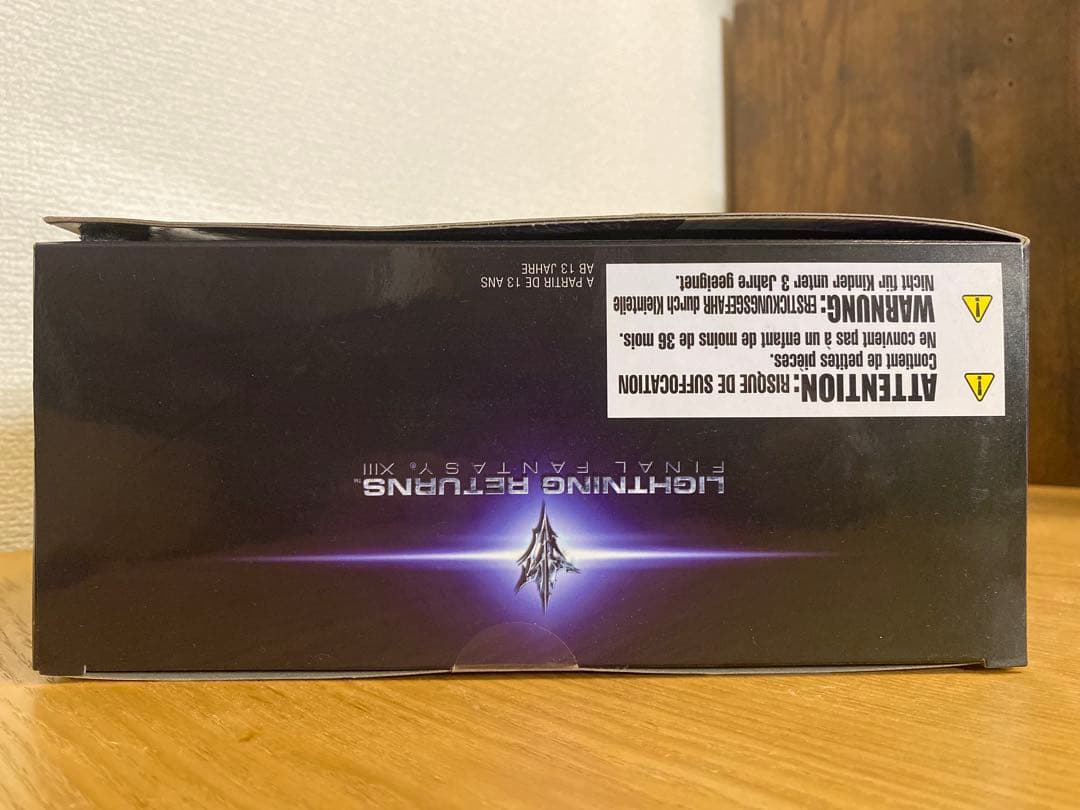 LIGHTNING RETURNS™
FINAL FANTASY® XIII
ATTENTION: RISQUE DE SUFFOCATION
Contient de petites pièces.
Ne convient pas à un enfant de moins de 36 mois.
WARNUNG: ERSTICKUNGSGEFAHR durch Kleinteile
Nicht für Kinder unter 3 Jahre geeignet.
A PARTIR DE 13 ANS
AB 13 JAHRE